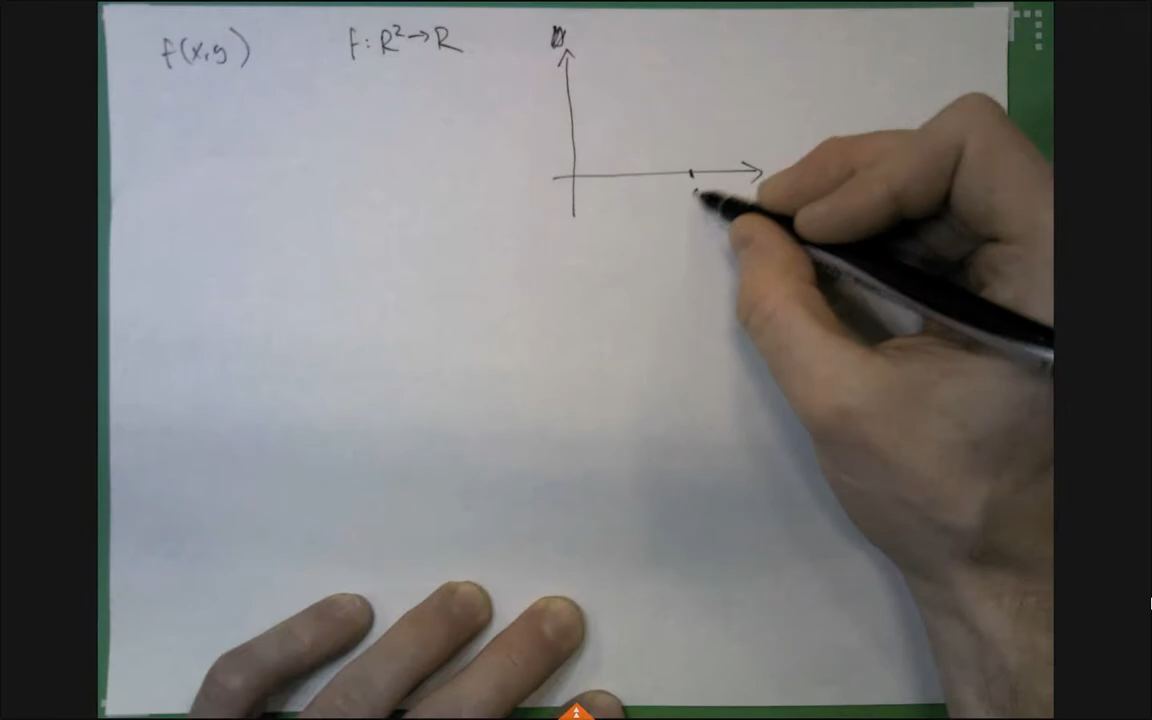 f(x,y) f: R² → R